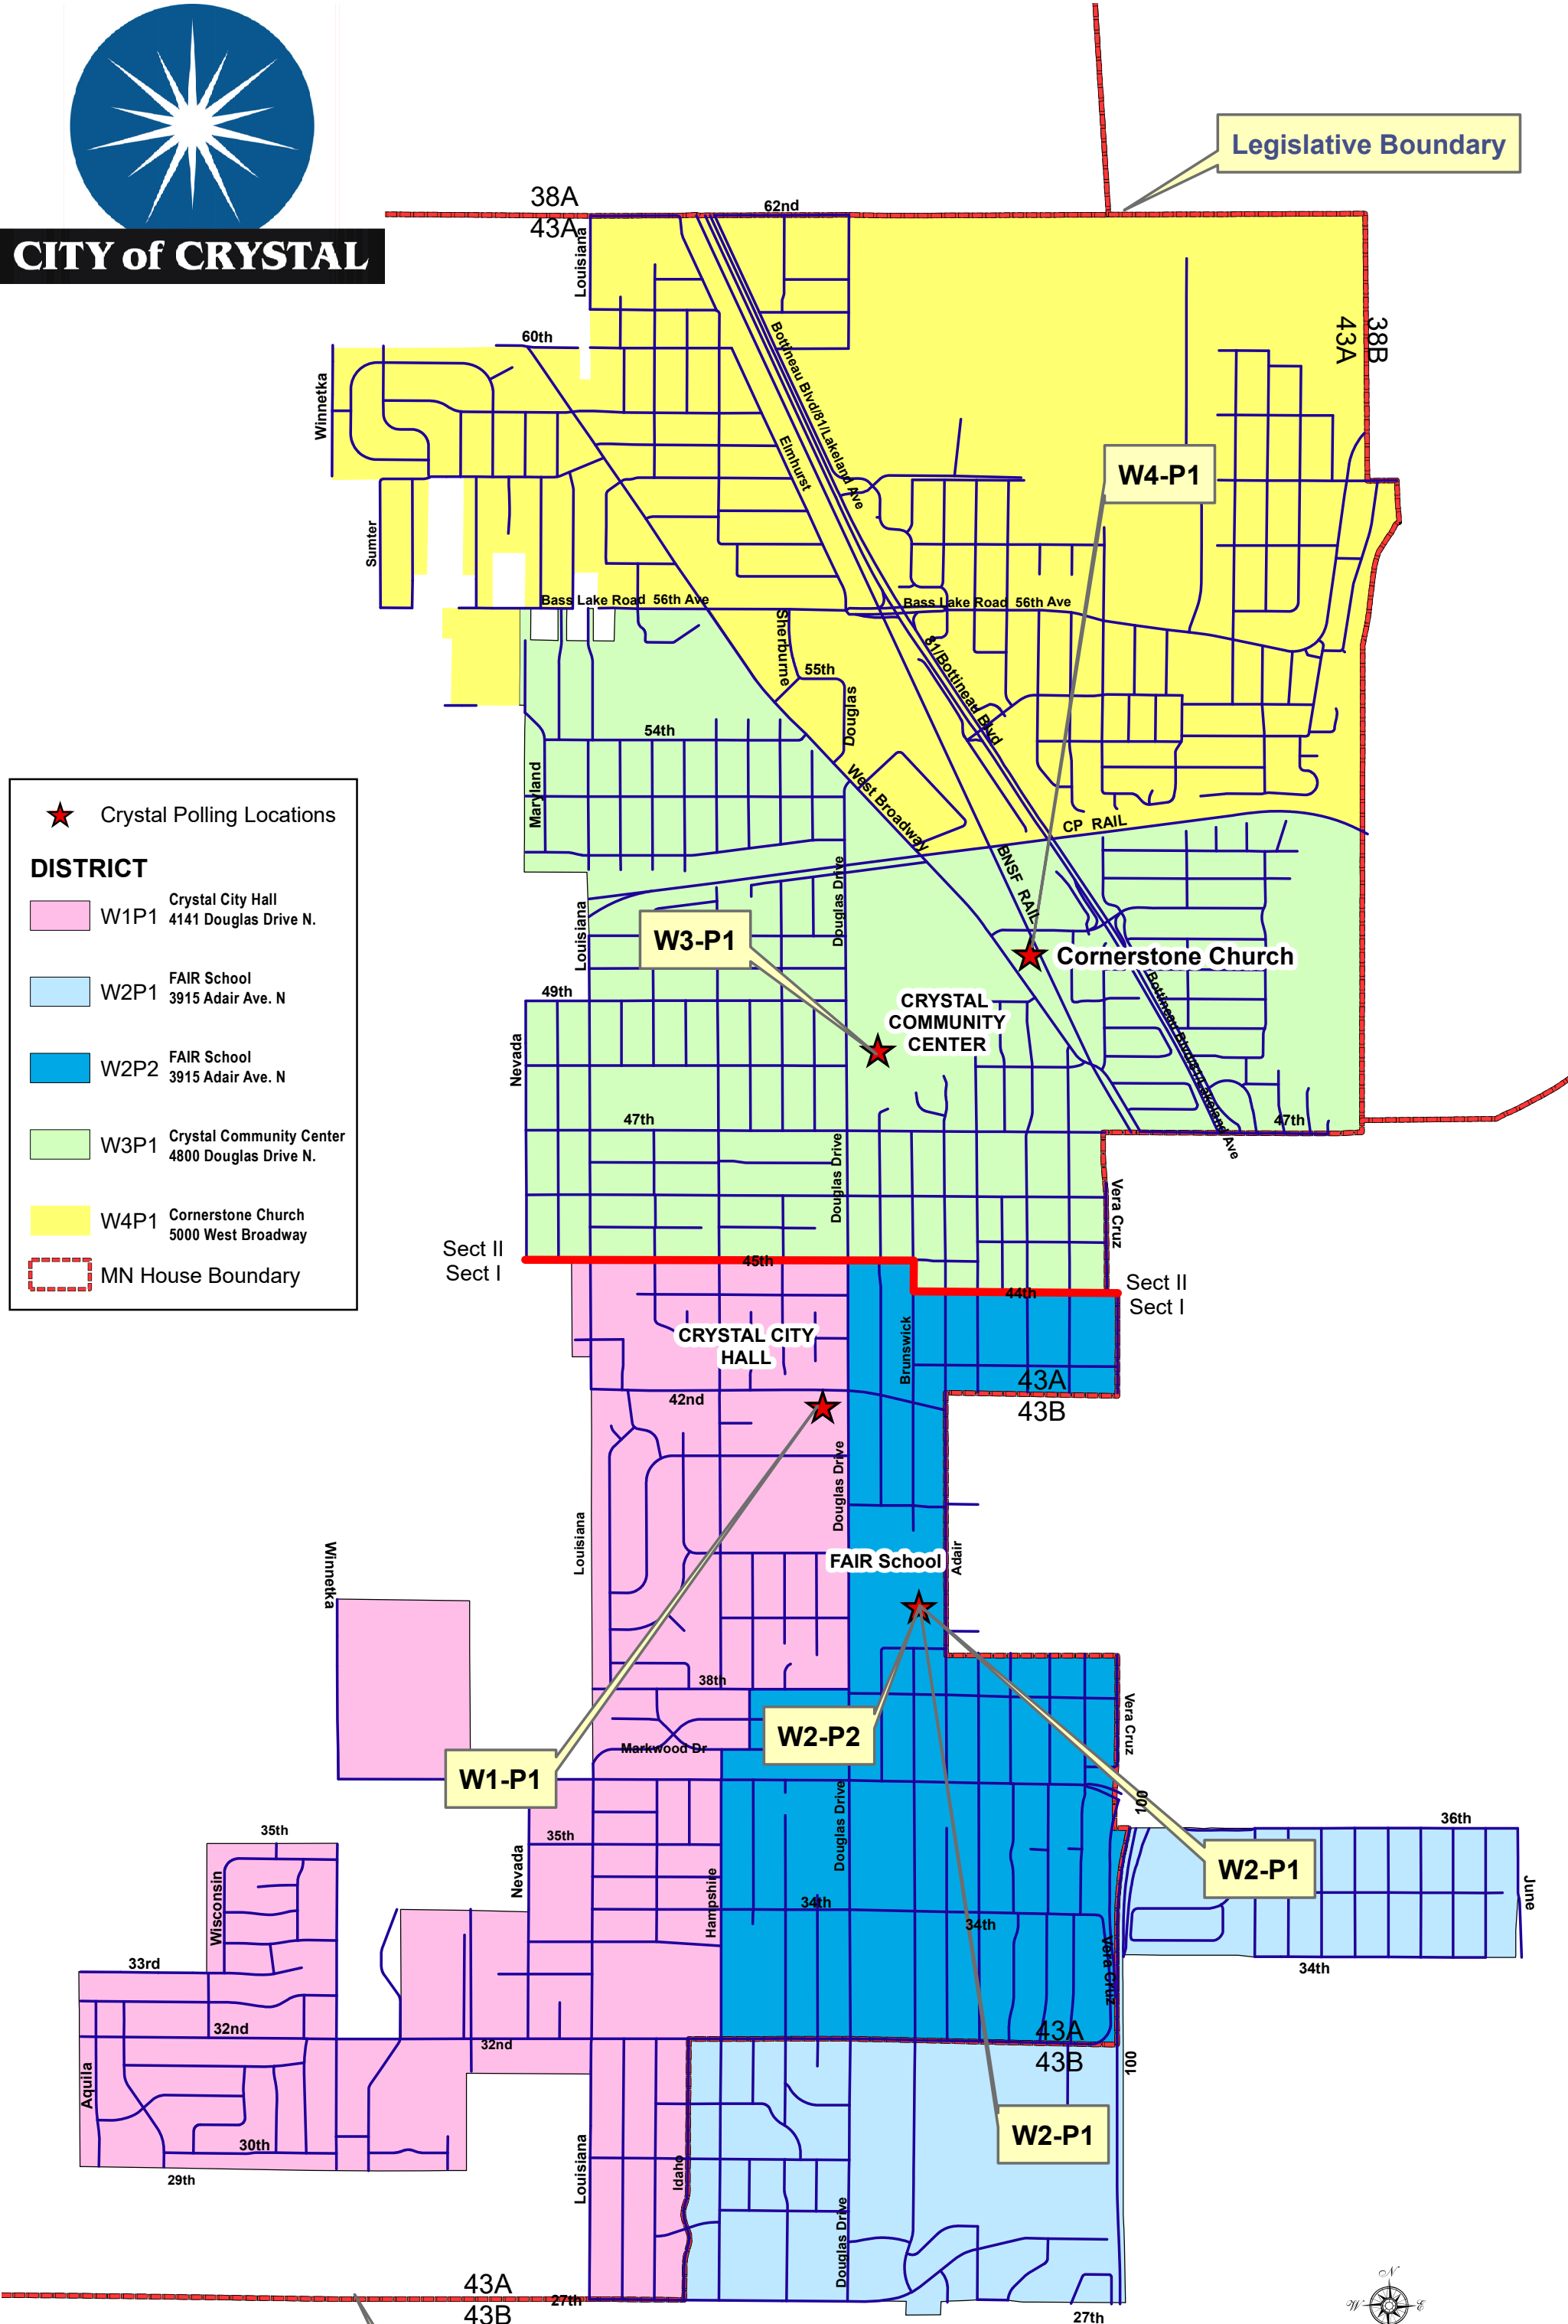 CITY of CRYSTAL
Legislative Boundary
38A
43A
62nd
Louisiana
38B
43A
60th
Winnetka
Bottineau Blvd/81/Lakeland Ave
Elmhurst
W4-P1
Sumter
Bass Lake Road 56th Ave
Bass Lake Road 56th Ave
Sherburne
55th
81/Bottineau Blvd
Douglas
54th
Maryland
West Broadway
CP RAIL
BNSF RAIL
Crystal Polling Locations
DISTRICT
W1P1 Crystal City Hall
4141 Douglas Drive N.
W2P1 FAIR School
3915 Adair Ave. N
W2P2 FAIR School
3915 Adair Ave. N
W3P1 Crystal Community Center
4800 Douglas Drive N.
W4P1 Cornerstone Church
5000 West Broadway
MN House Boundary
Douglas Drive
Louisiana
W3-P1
Cornerstone Church
CRYSTAL
COMMUNITY
CENTER
49th
Nevada
Bottineau Blvd/81/Lakeland Ave
47th
47th
Douglas Drive
Vera Cruz
Sect II
Sect I
45th
44th
Sect II
Sect I
CRYSTAL CITY
HALL
Brunswick
43A
43B
42nd
Douglas Drive
Louisiana
FAIR School
Adair
Winnetka
38th
Vera Cruz
W2-P2
Markwood Dr
W1-P1
100
36th
35th
35th
Douglas Drive
W2-P1
Nevada
Wisconsin
Hampshire
34th
34th
June
Vera Cruz
33rd
34th
32nd
32nd
43A
43B
100
Aquila
W2-P1
30th
29th
Louisiana
Idaho
Douglas Drive
43A
43B
27th
27th
N
W
E